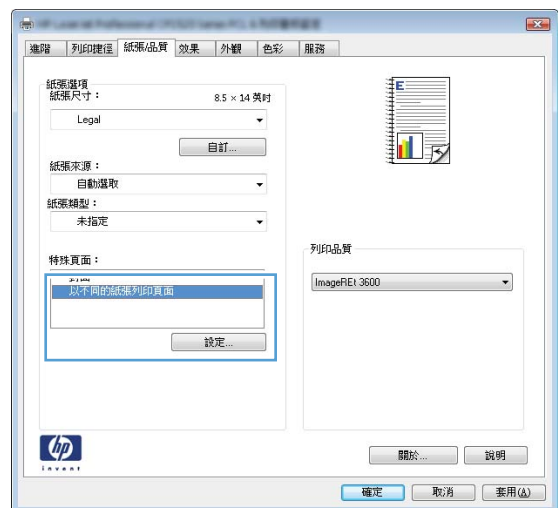 進階 列印捷徑 紙張/品質 效果 外觀 色彩 服務
紙張選項
紙張尺寸： 8.5 × 14 英吋
Legal
自訂...
紙張來源：
自動選取
紙張類型：
未指定
特殊頁面：
封面
以不同的紙張列印頁面
設定...
列印品質
ImageREt 3600
E
hp
invent
關於... 說明
確定 取消 套用(A)